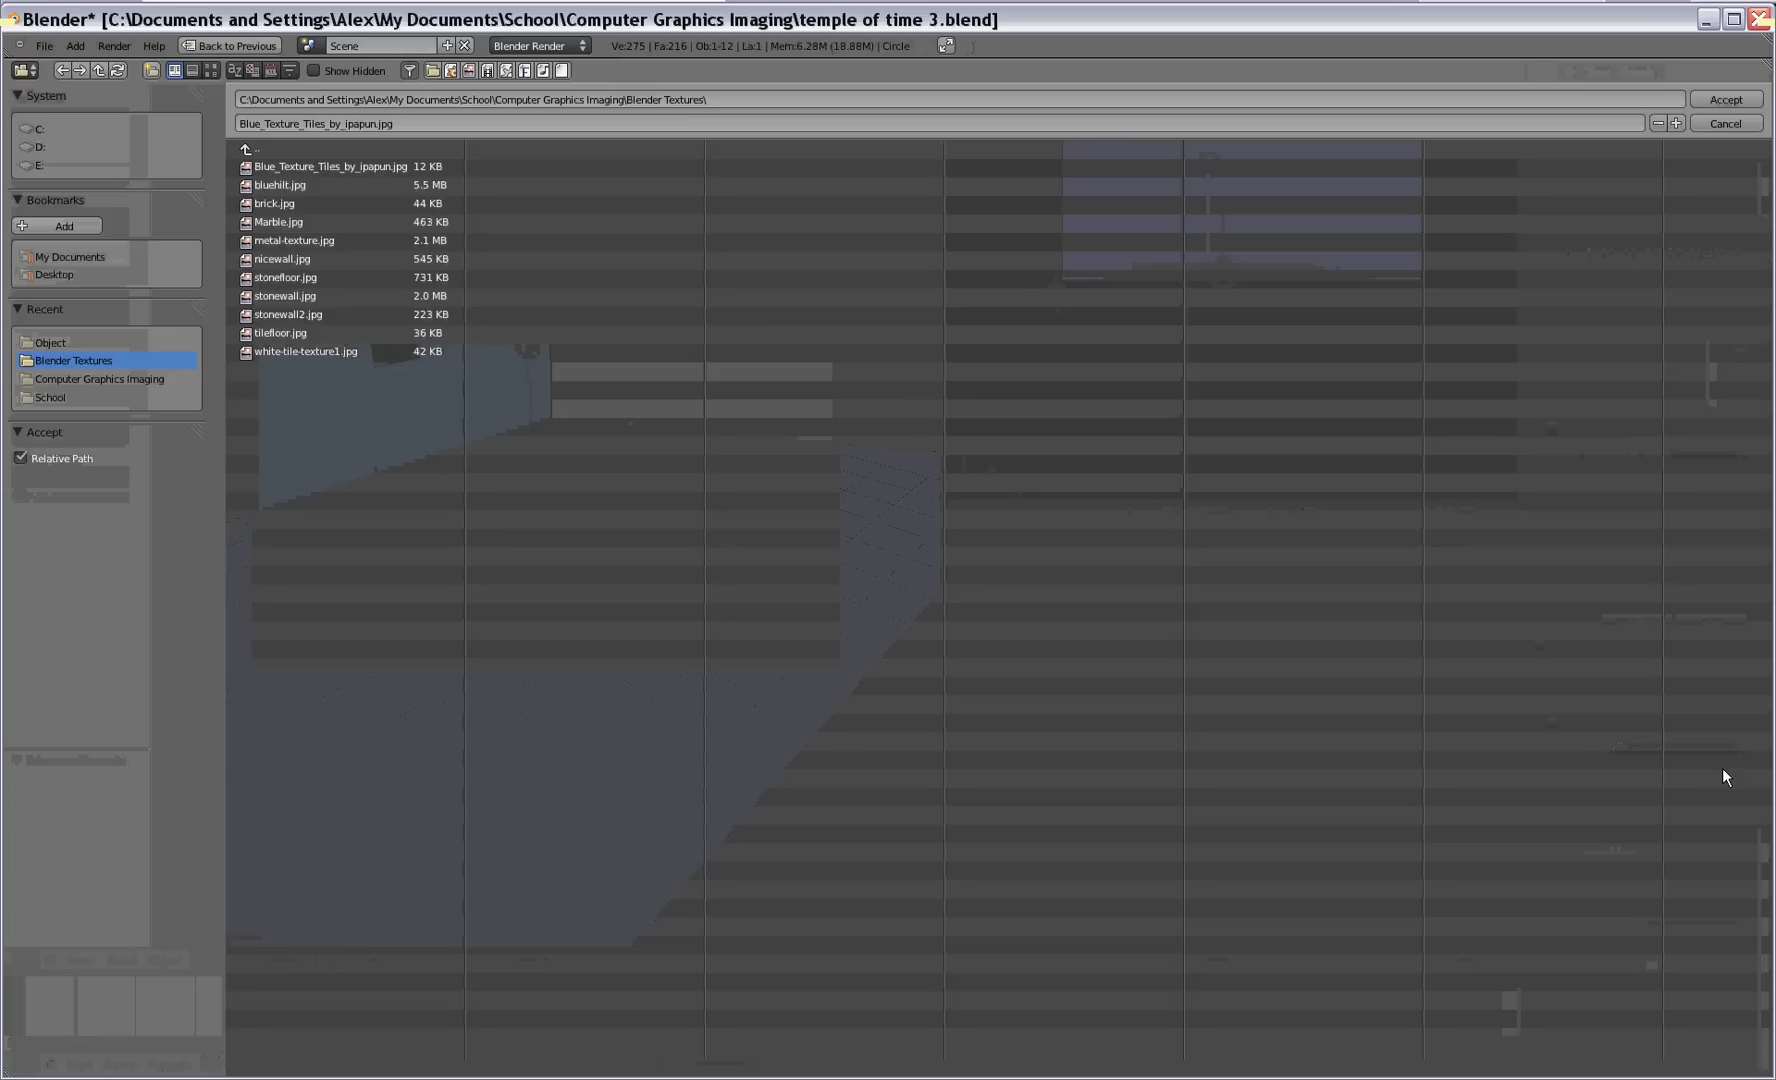 Blender* [C:\Documents and Settings\Alex\My Documents\School\Computer Graphics Imaging\temple of time 3.blend]
File Add Render Help Back to Previous Scene Blender Render Ve:275 | Fa:216 | Ob:1-12 | La:1 | Mem:6.28M (18.88M) | Circle
Show Hidden
System
C:
D:
E:
Bookmarks
Add
My Documents
Desktop
Recent
Object
Blender Textures
Computer Graphics Imaging
School
Accept
Relative Path
C:\Documents and Settings\Alex\My Documents\School\Computer Graphics Imaging\Blender Textures\ Accept
Blue_Texture_Tiles_by_ipapun.jpg Cancel
..
Blue_Texture_Tiles_by_ipapun.jpg 12 KB
bluehilt.jpg 5.5 MB
brick.jpg 44 KB
Marble.jpg 463 KB
metal-texture.jpg 2.1 MB
nicewall.jpg 545 KB
stonefloor.jpg 731 KB
stonewall.jpg 2.0 MB
stonewall2.jpg 223 KB
tilefloor.jpg 36 KB
white-tile-texture1.jpg 42 KB